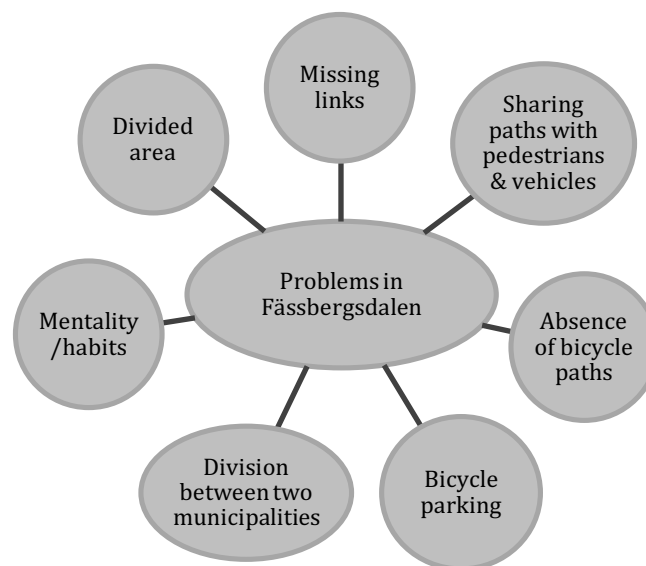 Missing
links
Sharing
paths with
pedestrians
& vehicles
Divided
area
Problems in
Fässbergsdalen
Mentality
/habits
Absence
of bicycle
paths
Division
between two
municipalities
Bicycle
parking